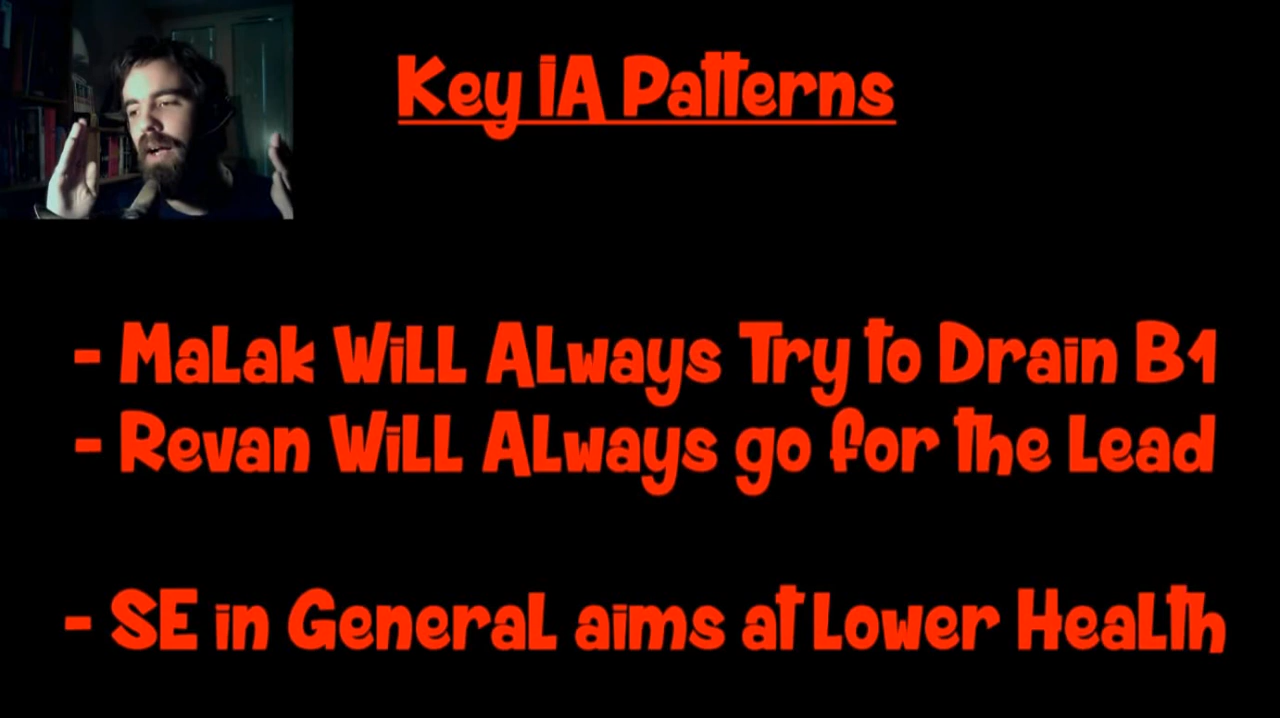 Key IA Patterns
- Malak Will Always Try to Drain B1
- Revan Will Always go for the Lead
- SE in General aims at Lower Health